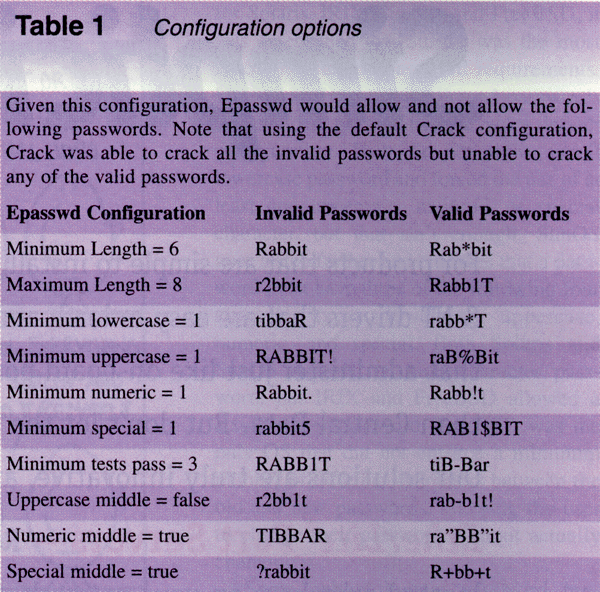 Table 1 Configuration options
Given this configuration, Epasswd would allow and not allow the fol-
lowing passwords. Note that using the default Crack configuration,
Crack was able to crack all the invalid passwords but unable to crack
any of the valid passwords.
Epasswd Configuration Invalid Passwords Valid Passwords
Minimum Length = 6 Rabbit Rab*bit
Maximum Length = 8 r2bbit Rabb1T
Minimum lowercase = 1 tibbaR rabb*T
Minimum uppercase = 1 RABBIT! raB%Bit
Minimum numeric = 1 Rabbit. Rabb!t
Minimum special = 1 rabbit5 RAB1$BIT
Minimum tests pass = 3 RABB1T tiB-Bar
Uppercase middle = false r2bb1t rab-b1t!
Numeric middle = true TIBBAR ra”BB”it
Special middle = true ?rabbit R+bb+t